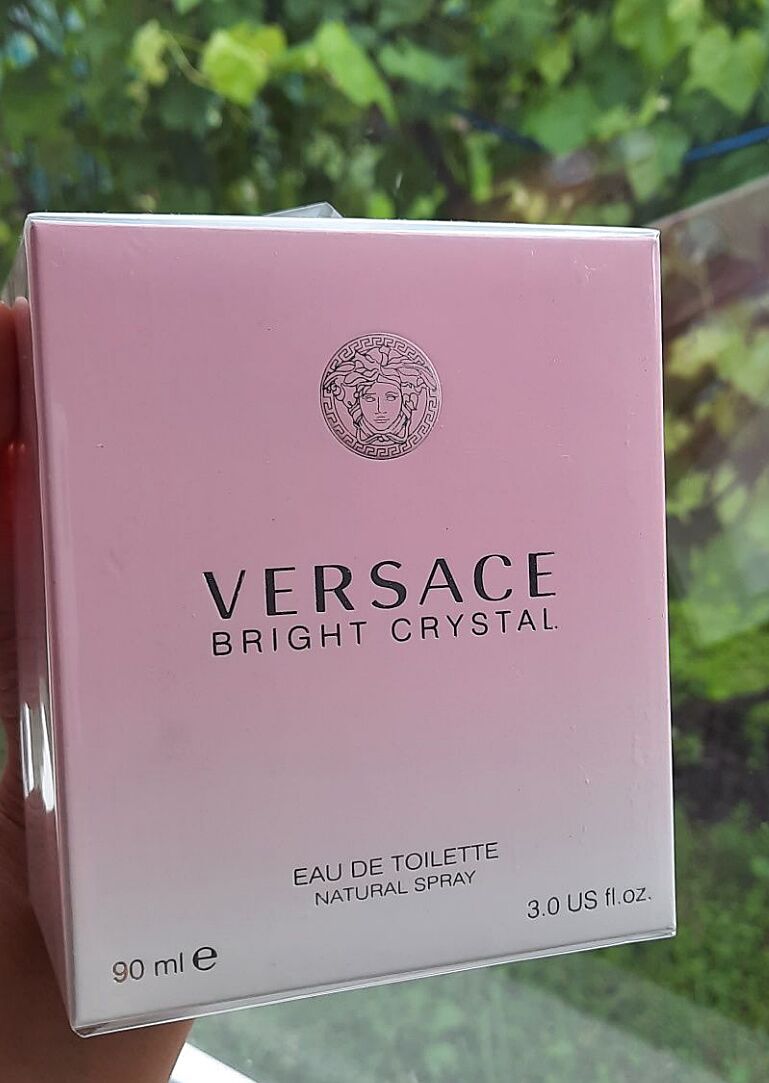 VERSACE
BRIGHT CRYSTAL.
EAU DE TOILETTE
NATURAL SPRAY
3.0 US fl.oz.
90 ml e